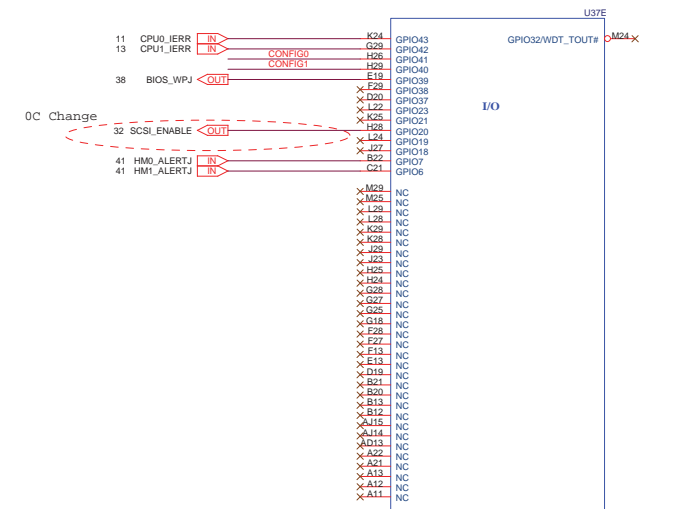 U37E
11 CPU0_IERR IN K24 GPIO43 GPIO32/WDT_TOUT# M24
13 CPU1_IERR IN G29 GPIO42
CONFIG0 H26 GPIO41
CONFIG1 H29 GPIO40
38 BIOS_WPJ OUT E19 GPIO39
F29 GPIO38
D20 GPIO37
L22 GPIO23
I/O
0C Change
K25 GPIO21
32 SCSI_ENABLE OUT H28 GPIO20
L24 GPIO19
J27 GPIO18
41 HM0_ALERTJ IN B22 GPIO7
41 HM1_ALERTJ IN C21 GPIO6
M29 NC
M25 NC
L29 NC
L28 NC
K29 NC
K28 NC
J29 NC
J23 NC
H25 NC
H24 NC
G28 NC
G27 NC
G25 NC
G18 NC
F28 NC
F27 NC
F13 NC
E13 NC
D19 NC
B21 NC
B20 NC
B13 NC
B12 NC
AJ15 NC
AJ14 NC
AD13 NC
A22 NC
A21 NC
A13 NC
A12 NC
A11 NC